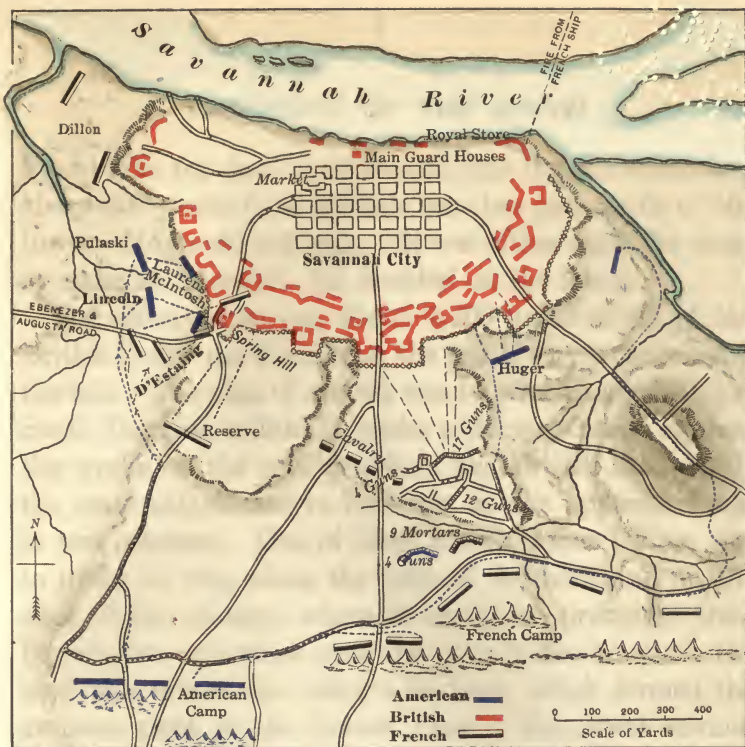 Savannah River
FIRE FROM
FRENCH SHIP
Dillon
Royal Store
Main Guard Houses
Market
Pulaski
Laurens
McIntosh
Savannah City
Lincoln
EBENEZER &
AUGUSTA ROAD
D'Estaing
Spring Hill
Huger
Reserve
Cavalry
11 Guns
Guns
12 Guns
N
9 Mortars
4 Guns
French Camp
American
Camp
American
British
French
0 100 200 300 400
Scale of Yards